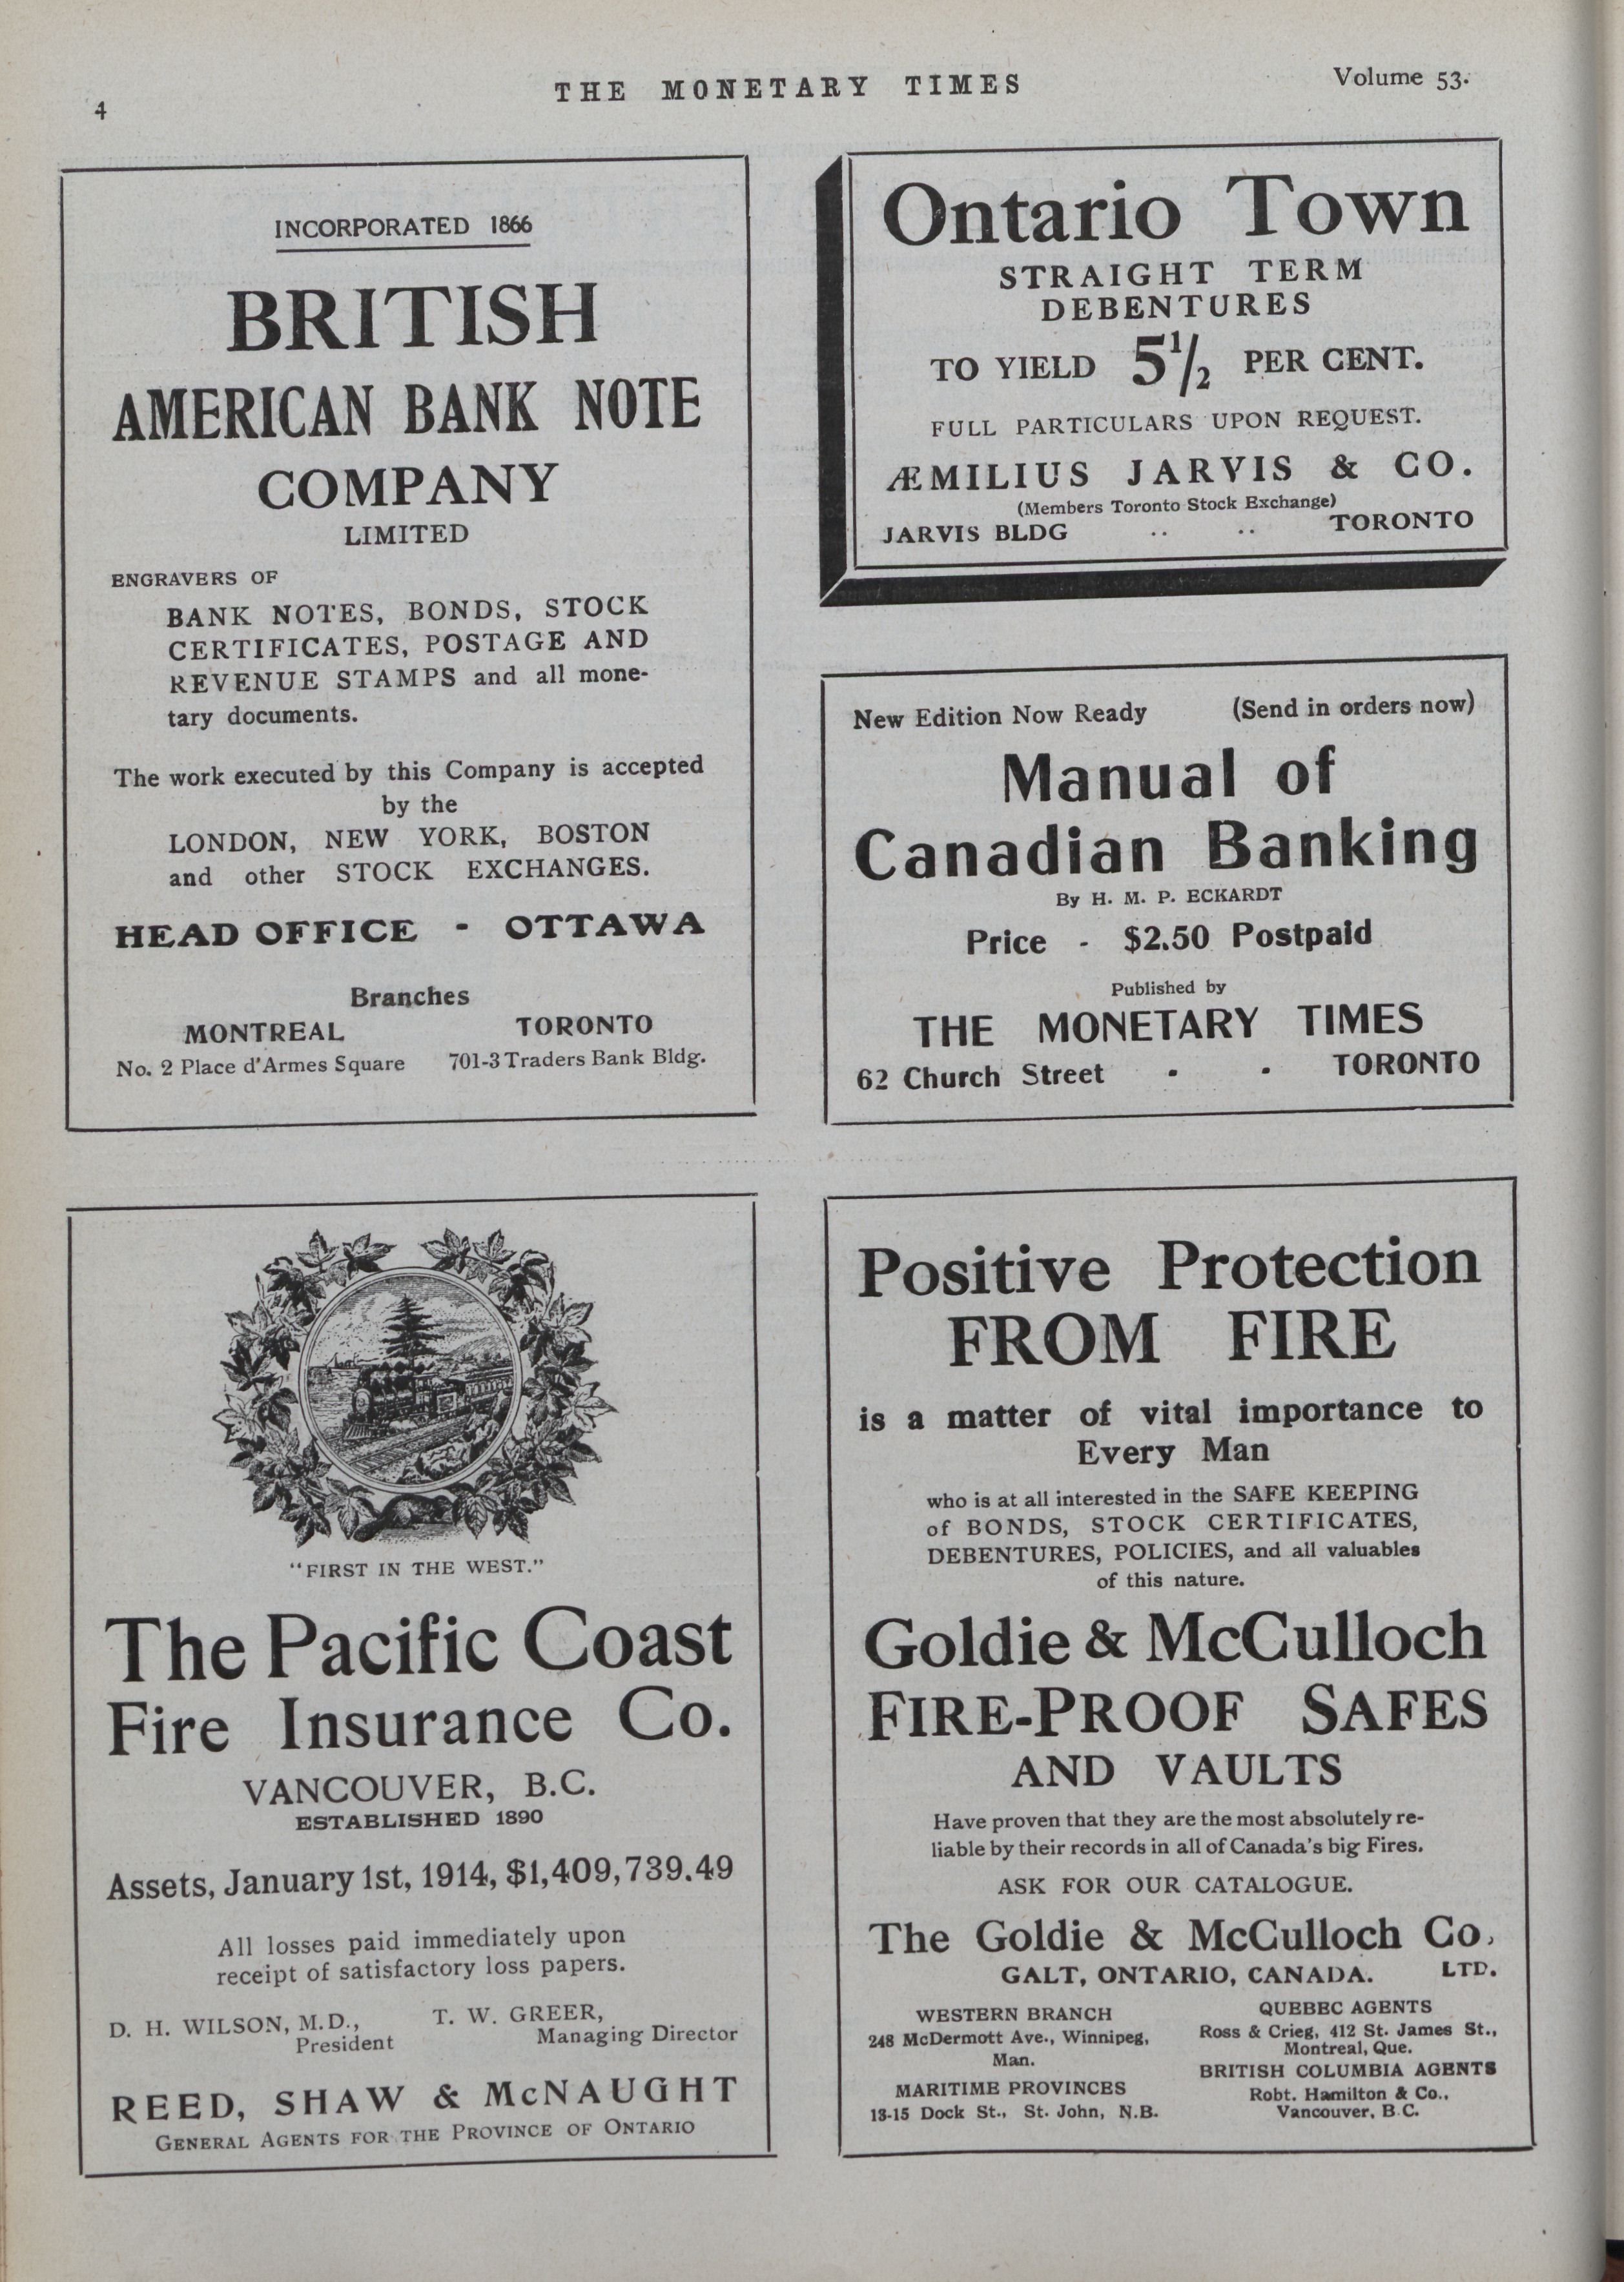 4
THE MONETARY TIMES
Volume 53.
INCORPORATED 1866
BRITISH
AMERICAN BANK NOTE
COMPANY
LIMITED
ENGRAVERS OF
BANK NOTES, BONDS, STOCK
CERTIFICATES, POSTAGE AND
REVENUE STAMPS and all mone-
tary documents.
The work executed by this Company is accepted
by the
LONDON, NEW YORK, BOSTON
and other STOCK EXCHANGES.
HEAD OFFICE - OTTAWA
Branches
MONTREAL TORONTO
No. 2 Place d'Armes Square 701-3 Traders Bank Bldg.
Ontario Town
STRAIGHT TERM
DEBENTURES
TO YIELD 5 1/2 PER CENT.
FULL PARTICULARS UPON REQUEST.
ÆMILIUS JARVIS & CO.
(Members Toronto Stock Exchange)
JARVIS BLDG .. .. TORONTO
New Edition Now Ready (Send in orders now)
Manual of
Canadian Banking
By H. M. P. ECKARDT
Price - $2.50 Postpaid
Published by
THE MONETARY TIMES
62 Church Street - - TORONTO
"FIRST IN THE WEST."
The Pacific Coast
Fire Insurance Co.
VANCOUVER, B.C.
ESTABLISHED 1890
Assets, January 1st, 1914, $1,409,739.49
All losses paid immediately upon
receipt of satisfactory loss papers.
D. H. WILSON, M.D., T. W. GREER,
President Managing Director
REED, SHAW & McNAUGHT
GENERAL AGENTS FOR THE PROVINCE OF ONTARIO
Positive Protection
FROM FIRE
is a matter of vital importance to
Every Man
who is at all interested in the SAFE KEEPING
of BONDS, STOCK CERTIFICATES,
DEBENTURES, POLICIES, and all valuables
of this nature.
Goldie & McCulloch
FIRE-PROOF SAFES
AND VAULTS
Have proven that they are the most absolutely re-
liable by their records in all of Canada's big Fires.
ASK FOR OUR CATALOGUE.
The Goldie & McCulloch Co.
GALT, ONTARIO, CANADA. LTD.
WESTERN BRANCH
248 McDermott Ave., Winnipeg,
Man.
MARITIME PROVINCES
13-15 Dock St., St. John, N.B.
QUEBEC AGENTS
Ross & Crieg, 412 St. James St.,
Montreal, Que.
BRITISH COLUMBIA AGENTS
Robt. Hamilton & Co.,
Vancouver, B.C.